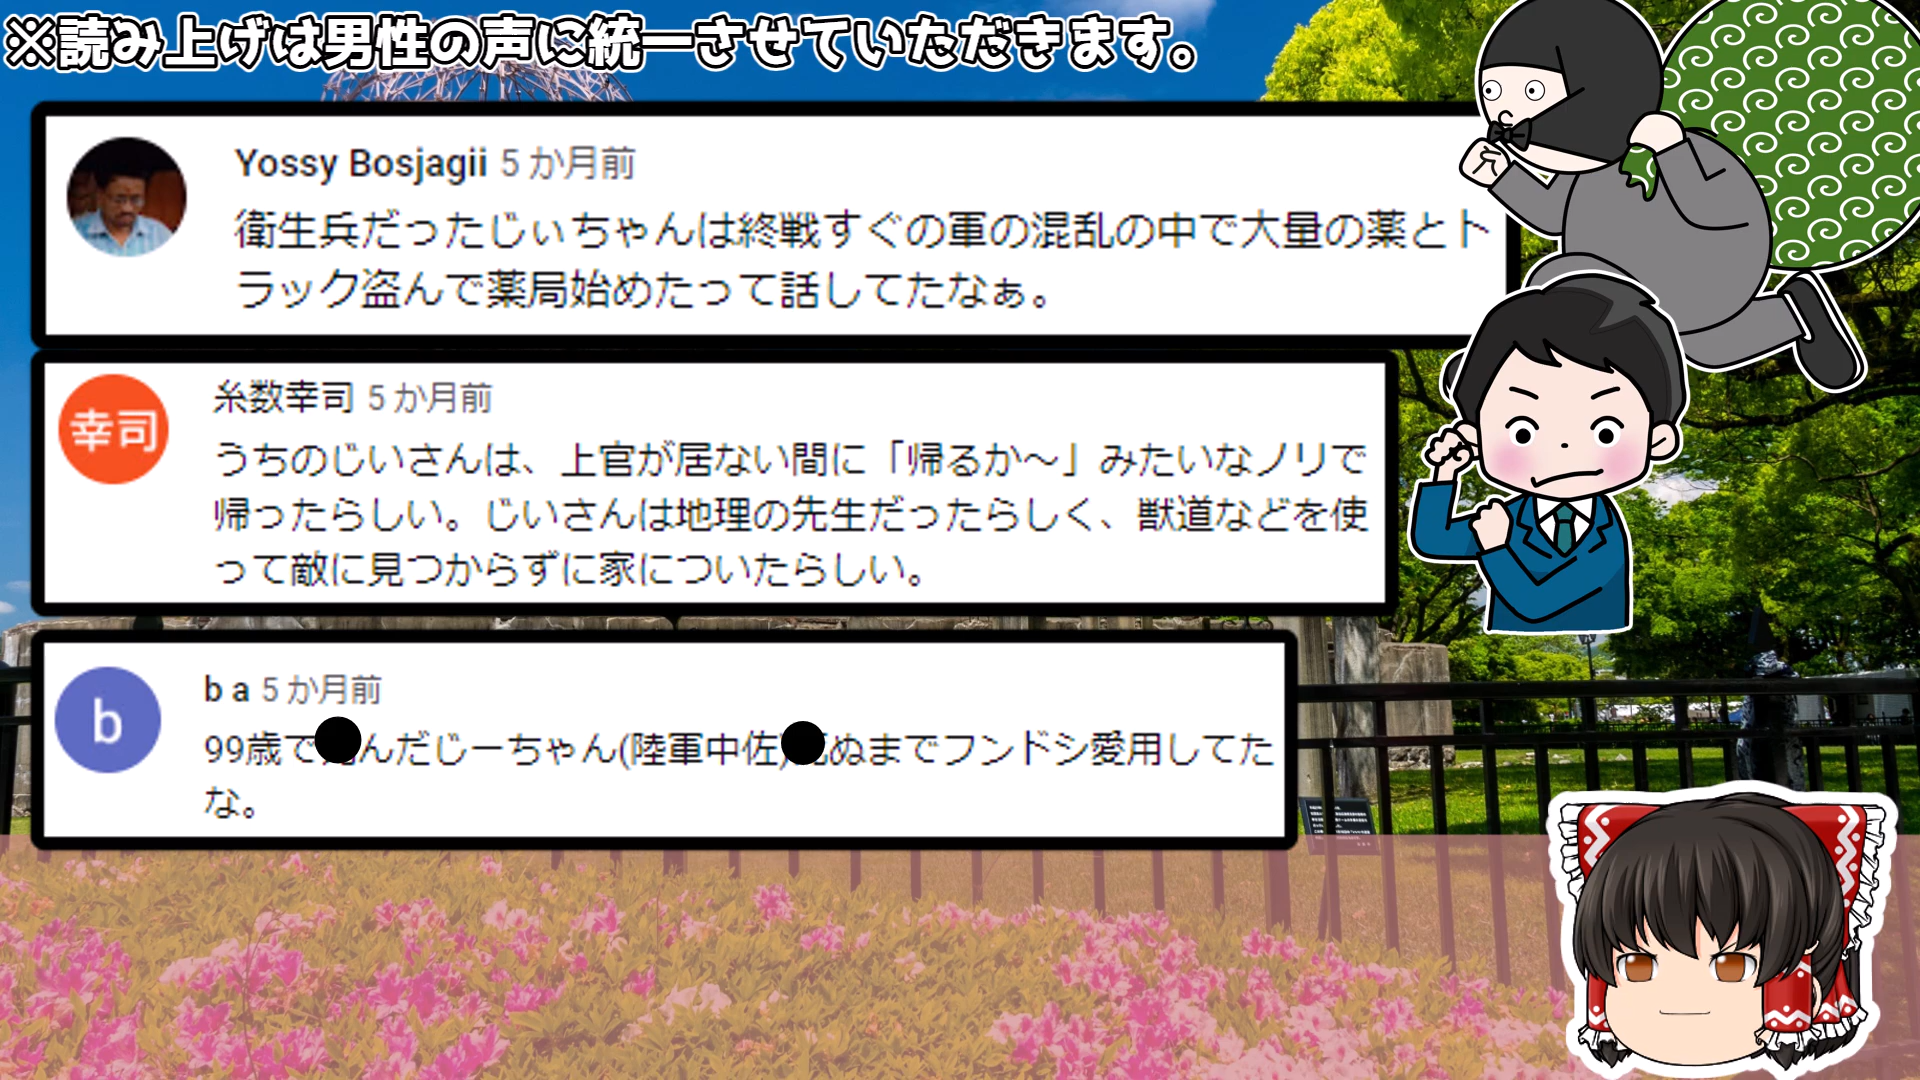 ※読み上げは男性の声に統一させていただきます。
Yossy Bosjagii 5 か月前
衛生兵だったじぃちゃんは終戦すぐの軍の混乱の中で大量の薬とト
ラック盗んで薬局始めたって話してたなぁ。
幸司
糸数幸司 5 か月前
うちのじいさんは、上官が居ない間に「帰るか～」みたいなノリで
帰ったらしい。じいさんは地理の先生だったらしく、獣道などを使
って敵に見つからずに家についたらしい。
b
b a 5 か月前
99歳で んだじーちゃん(陸軍中佐) ぬまでフンドシ愛用してた
な。